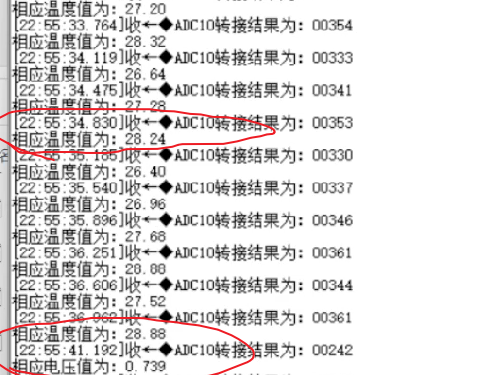 相应温度值为: 27.20
[22:55:33.764]收←◆ADC10转接结果为: 00354
相应温度值为: 28.32
[22:55:34.119]收←◆ADC10转接结果为: 00333
相应温度值为: 26.64
[22:55:34.475]收←◆ADC10转接结果为: 00341
相应温度值为: 27.28
[22:55:34.830]收←◆ADC10转接结果为: 00353
相应温度值为: 28.24
[22:55:35.185]收←◆ADC10转接结果为: 00330
相应温度值为: 26.40
[22:55:35.540]收←◆ADC10转接结果为: 00337
相应温度值为: 26.96
[22:55:35.896]收←◆ADC10转接结果为: 00346
相应温度值为: 27.68
[22:55:36.251]收←◆ADC10转接结果为: 00361
相应温度值为: 28.88
[22:55:36.606]收←◆ADC10转接结果为: 00344
相应温度值为: 27.52
[22:55:36.962]收←◆ADC10转接结果为: 00361
相应温度值为: 28.88
[22:55:41.192]收←◆ADC10转接结果为: 00242
相应电压值为: 0.739